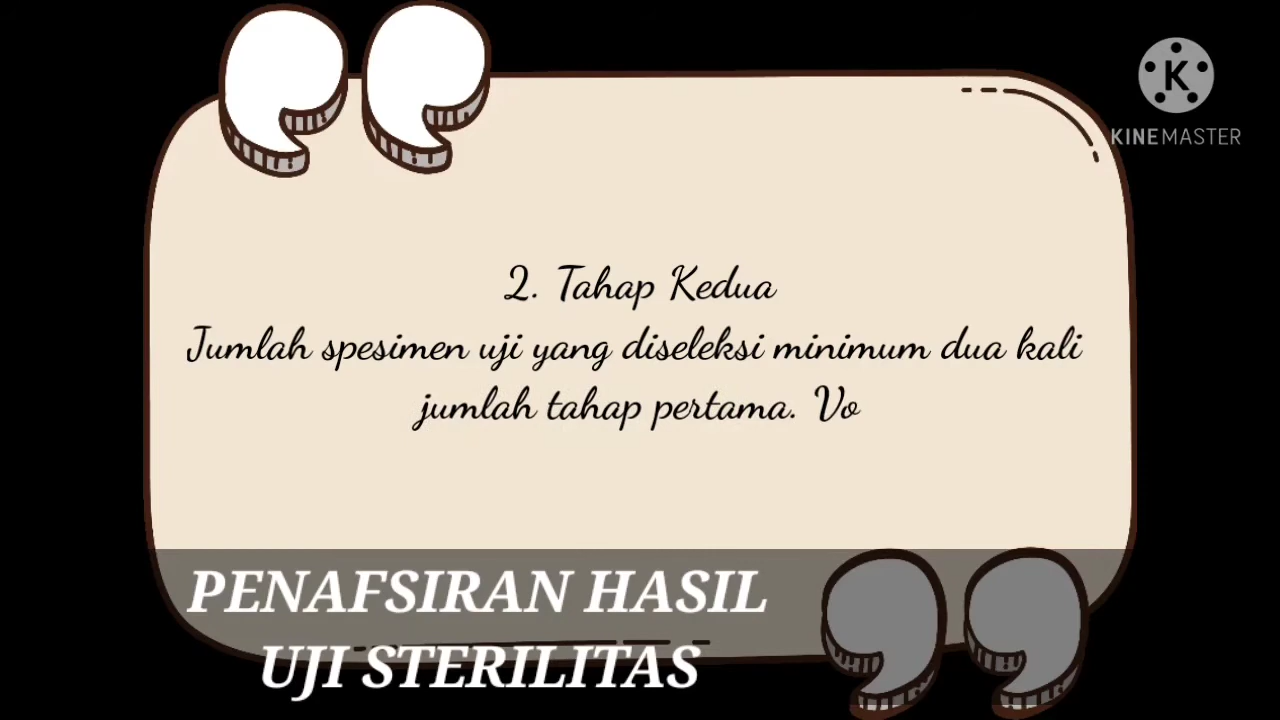 K
KINEMASTER
2. Tahap Kedua
Jumlah spesimen uji yang diseleksi minimum dua kali
jumlah tahap pertama. Vo
PENAFSIRAN HASIL
UJI STERILITAS